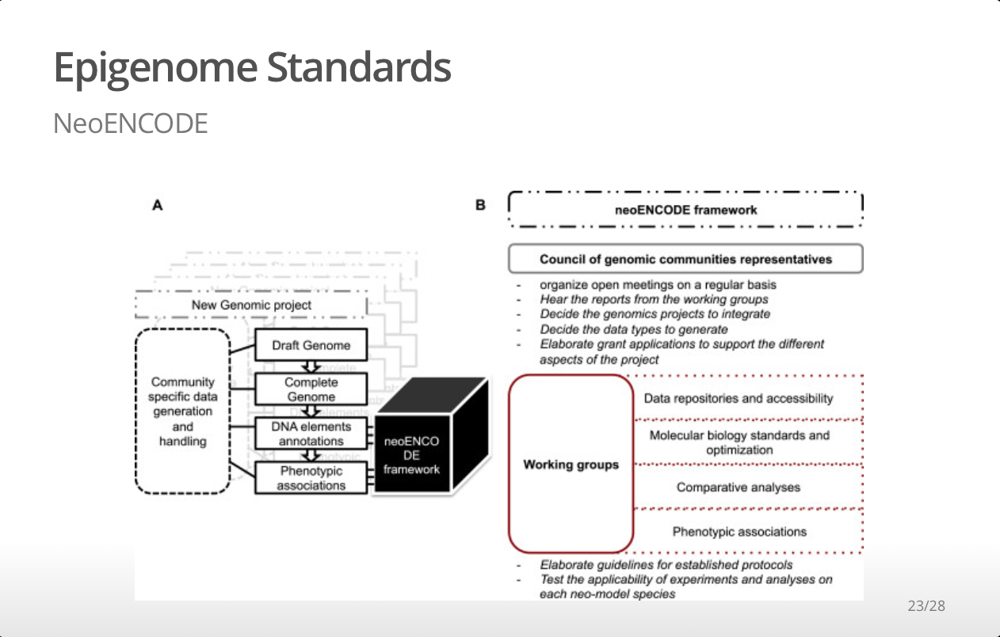 Epigenome Standards
NeoENCODE
A
New Genomic project
Community
specific data
generation
and
handling
Draft Genome
Complete
Genome
DNA elements
annotations
Phenotypic
associations
neoENCO
DE
framework
B
neoENCODE framework
Council of genomic communities representatives
- organize open meetings on a regular basis
- Hear the reports from the working groups
- Decide the genomics projects to integrate
- Decide the data types to generate
- Elaborate grant applications to support the different
aspects of the project
Working groups
Data repositories and accessibility
Molecular biology standards and
optimization
Comparative analyses
Phenotypic associations
- Elaborate guidelines for established protocols
- Test the applicability of experiments and analyses on
each neo-model species
23/28